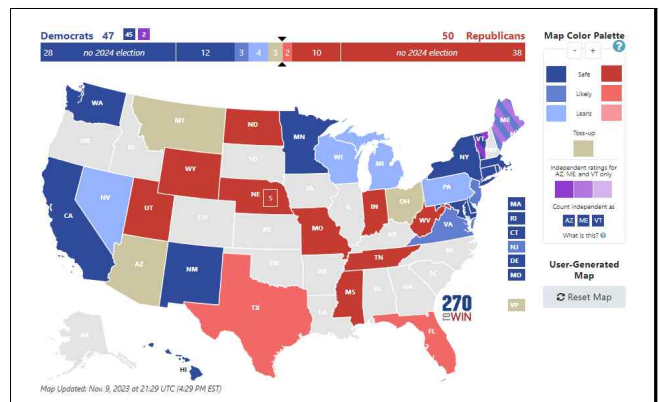 Democrats 47 45 2
50 Republicans
28 no 2024 election 12 3 4 3 2 10 no 2024 election 38
Map Color Palette
- + ?
Safe
Likely
Leans
Toss-up
Independent ratings for
AZ, ME, and VT only
Count independent as
AZ ME VT
What is this?
User-Generated
Map
Reset Map
WA
OR
ID
MT
ND
MN
SD
WY
NE
5
IA
WI
MI
NY
VT
ME
PA
CA
NV
UT
CO
KS
MO
IL
IN
OH
WV
VA
KY
NC
TN
AZ
NM
OK
AR
SC
MS
AL
GA
TX
LA
FL
AK
HI
MA
RI
CT
NJ
DE
MD
270
TO
WIN
Map Updated: Nov. 9, 2023 at 21:29 UTC (4:29 PM EST)